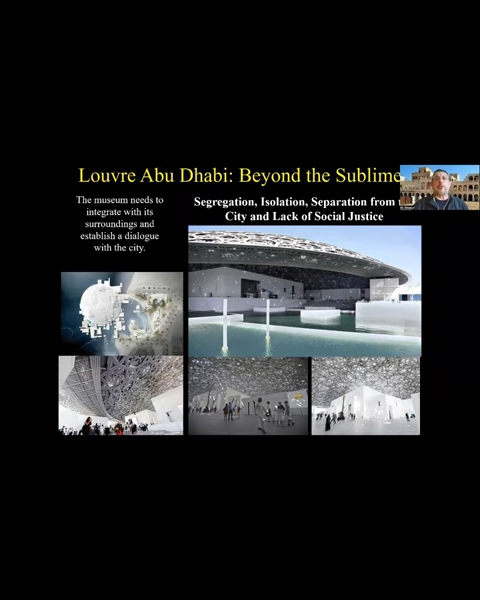 Louvre Abu Dhabi: Beyond the Sublime
The museum needs to
integrate with its
surroundings and
establish a dialogue
with the city.
Segregation, Isolation, Separation from
City and Lack of Social Justice